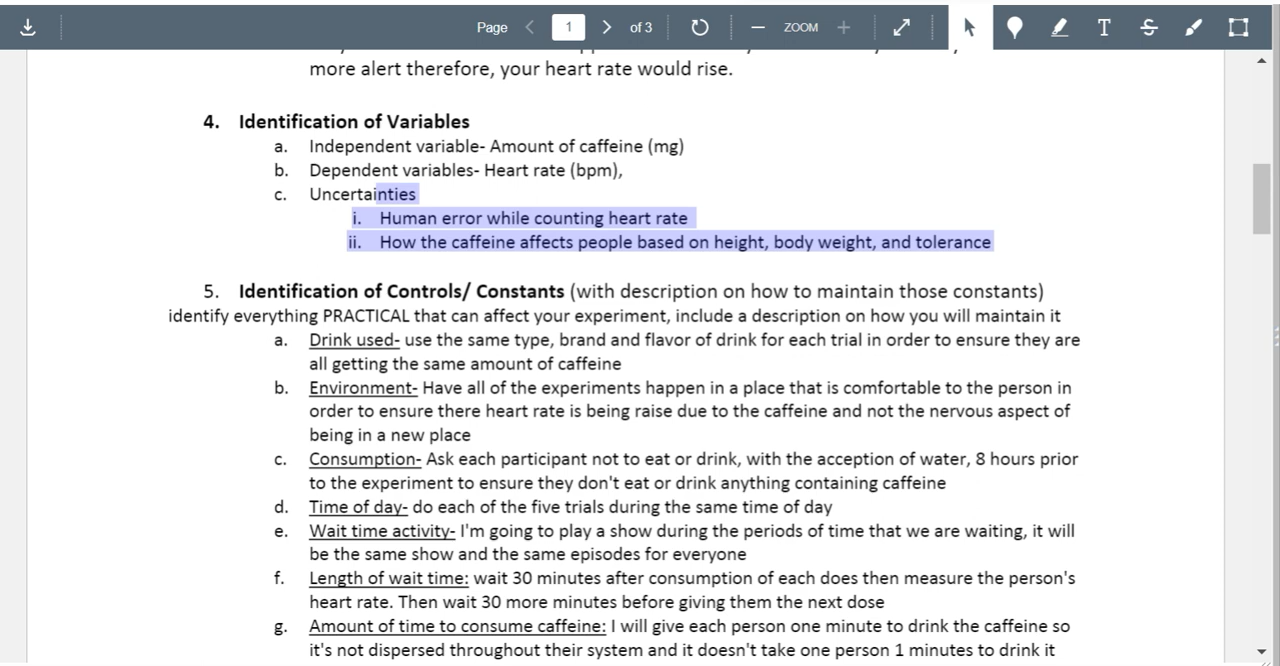 Page 1 of 3 ZOOM T S
more alert therefore, your heart rate would rise.
4. Identification of Variables
a. Independent variable- Amount of caffeine (mg)
b. Dependent variables- Heart rate (bpm),
c. Uncertainties
i. Human error while counting heart rate
ii. How the caffeine affects people based on height, body weight, and tolerance
5. Identification of Controls/ Constants (with description on how to maintain those constants)
identify everything PRACTICAL that can affect your experiment, include a description on how you will maintain it
a. Drink used- use the same type, brand and flavor of drink for each trial in order to ensure they are
all getting the same amount of caffeine
b. Environment- Have all of the experiments happen in a place that is comfortable to the person in
order to ensure there heart rate is being raise due to the caffeine and not the nervous aspect of
being in a new place
c. Consumption- Ask each participant not to eat or drink, with the acception of water, 8 hours prior
to the experiment to ensure they don't eat or drink anything containing caffeine
d. Time of day- do each of the five trials during the same time of day
e. Wait time activity- I'm going to play a show during the periods of time that we are waiting, it will
be the same show and the same episodes for everyone
f. Length of wait time: wait 30 minutes after consumption of each does then measure the person's
heart rate. Then wait 30 more minutes before giving them the next dose
g. Amount of time to consume caffeine: I will give each person one minute to drink the caffeine so
it's not dispersed throughout their system and it doesn't take one person 1 minutes to drink it